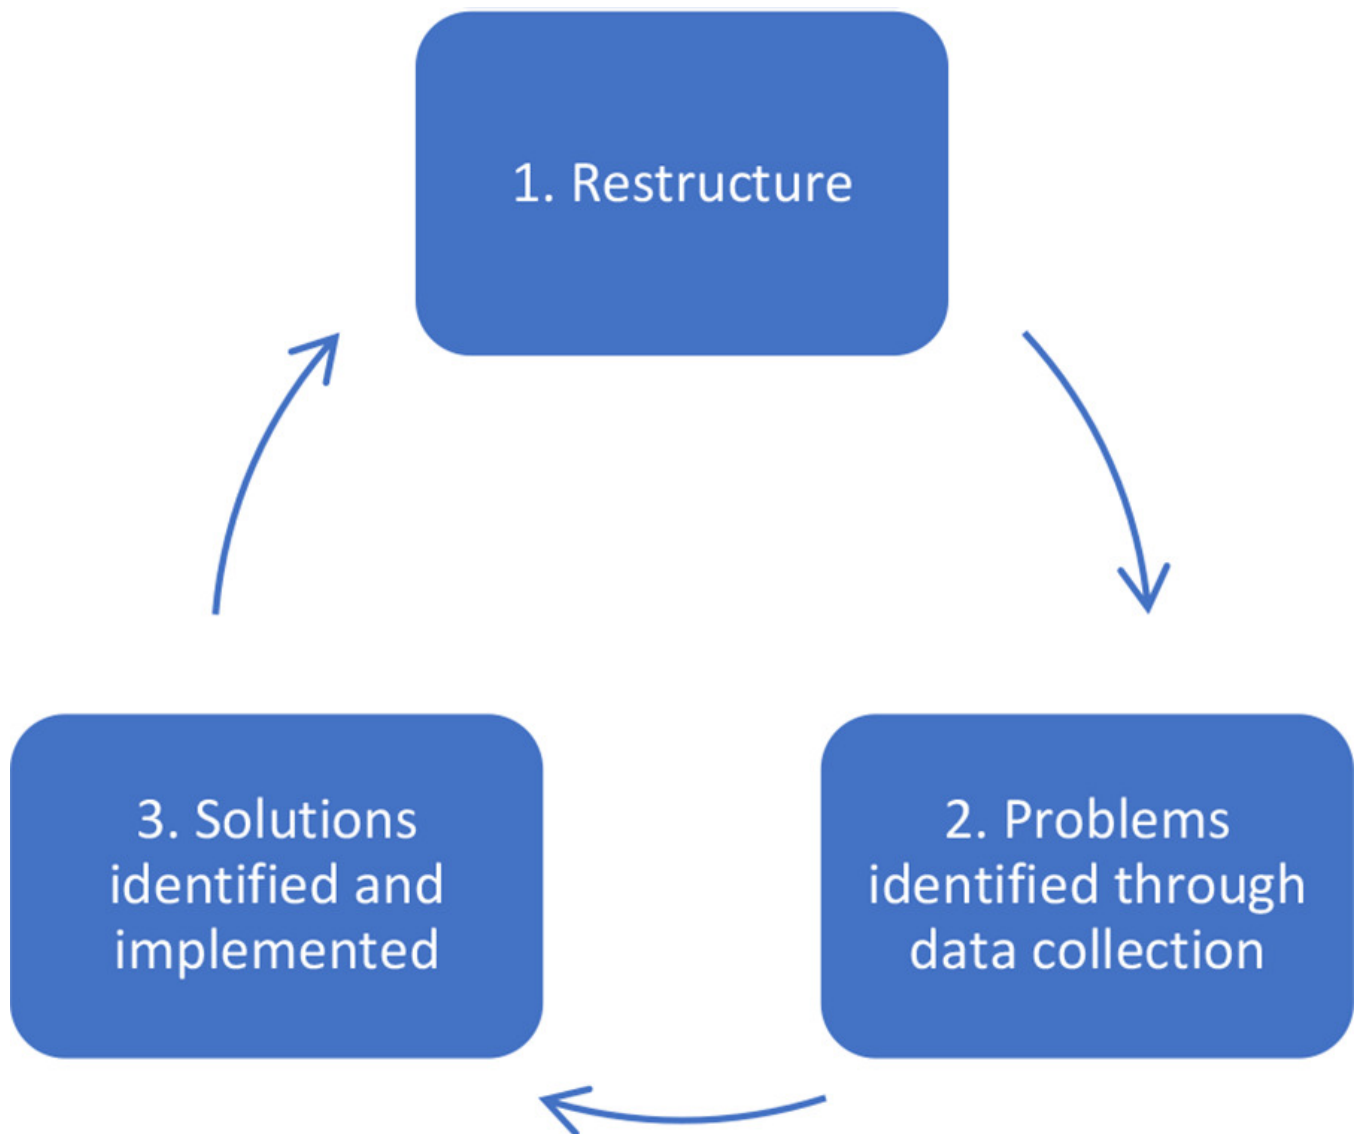 1. Restructure
2. Problems
identified through
data collection
3. Solutions
identified and
implemented